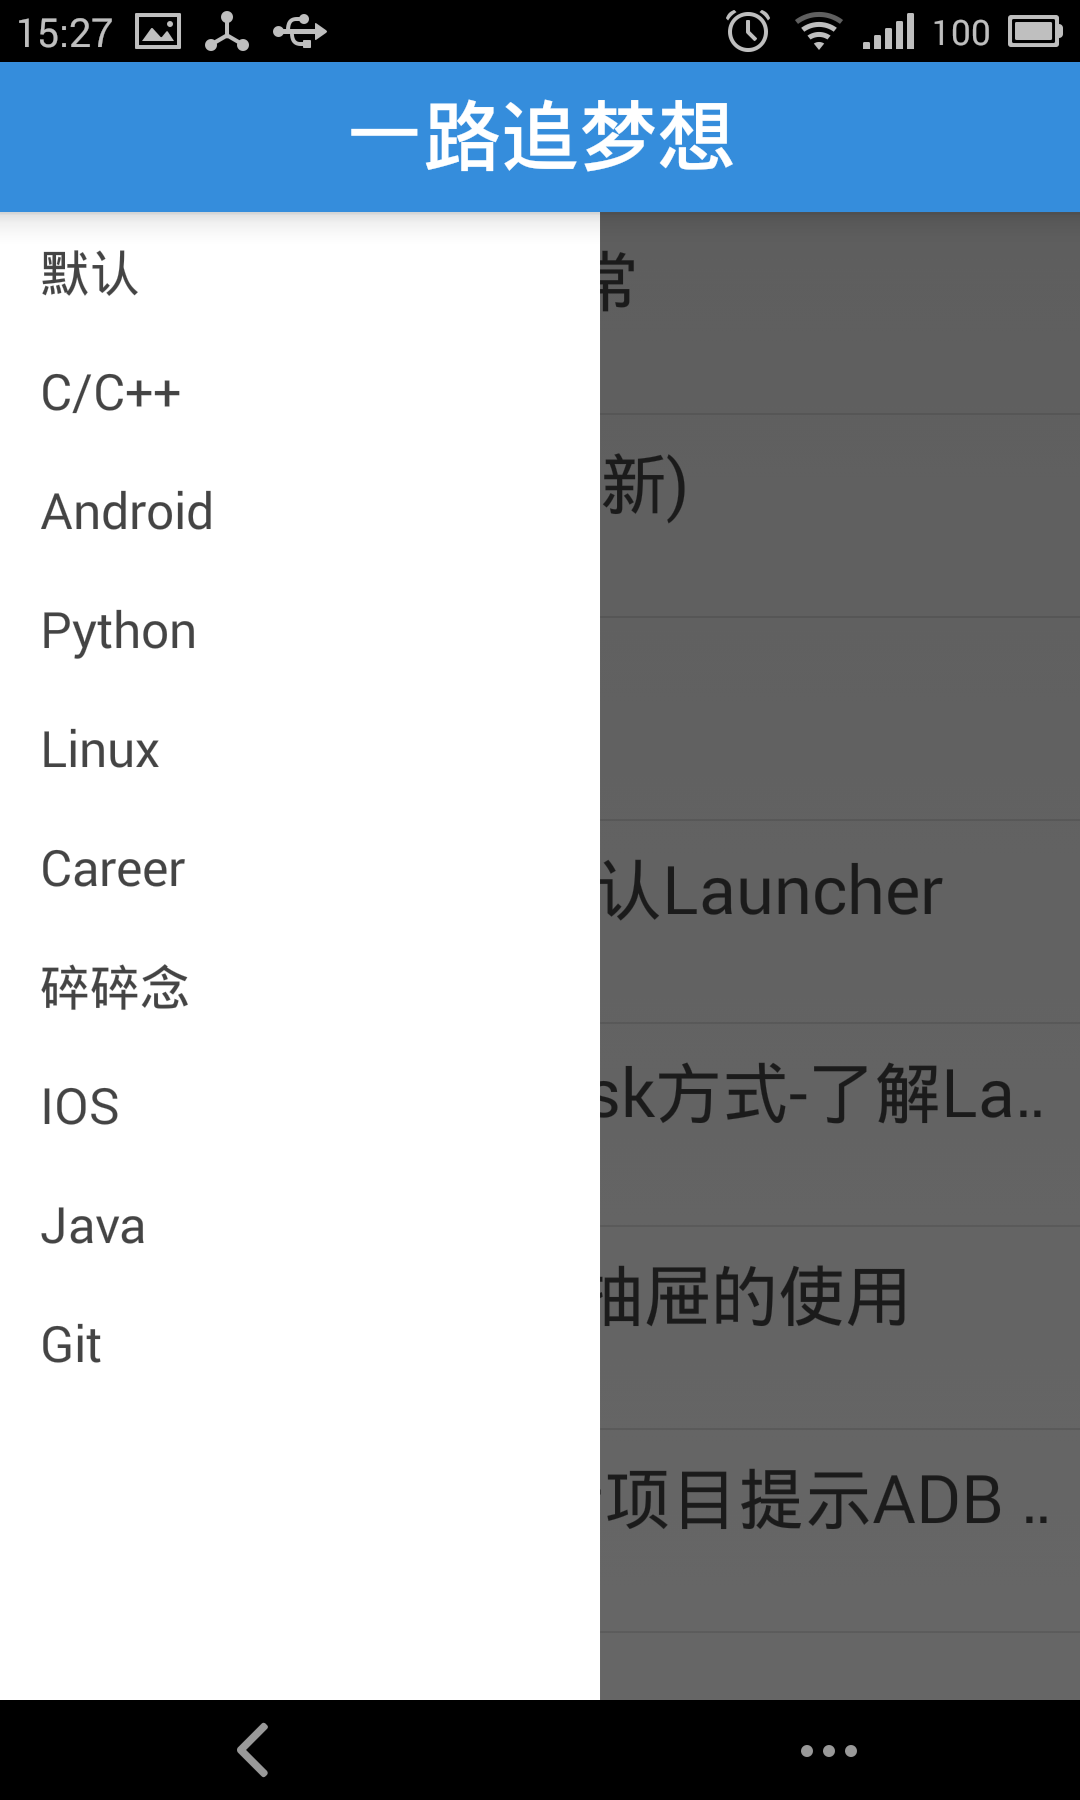 15:27
100
一路追梦想
默认
C/C++
Android
Python
Linux
Career
碎碎念
IOS
Java
Git
常
新)
认Launcher
sk方式-了解La..
抽屉的使用
项目提示ADB ..